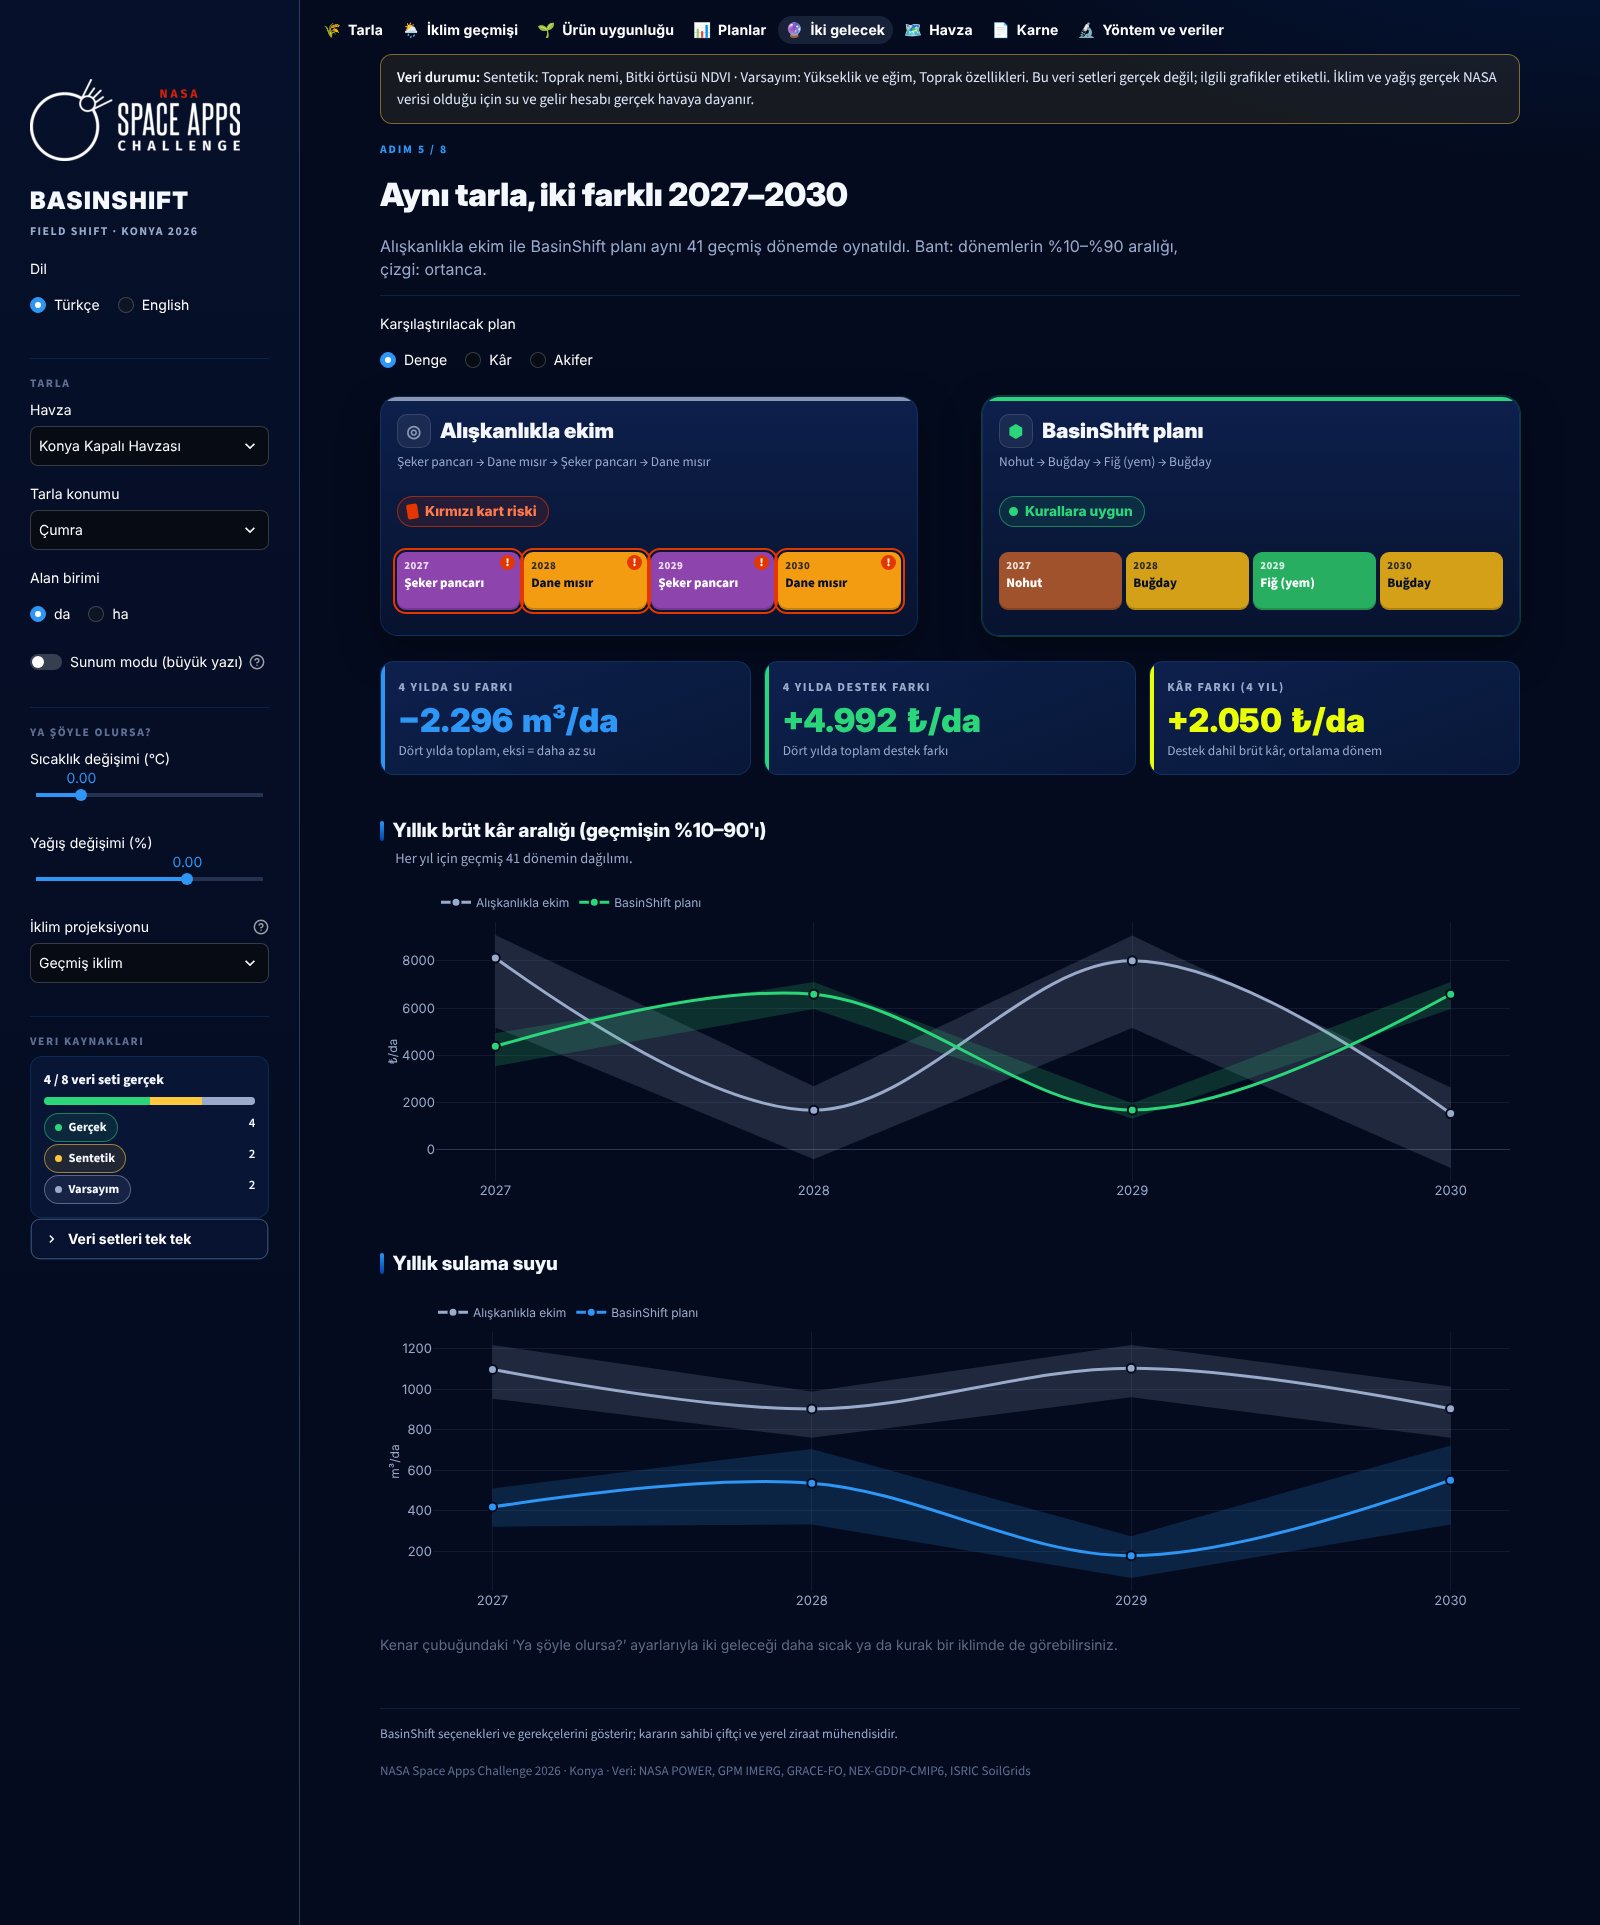 🌾 Tarla
🌦️ İklim geçmişi
🌱 Ürün uygunluğu
📊 Planlar
🔮 İki gelecek
🗺️ Havza
📄 Karne
🔬 Yöntem ve veriler
NASA
SPACE APPS
CHALLENGE
BASINSHIFT
FIELD SHIFT · KONYA 2026
Dil
Türkçe
English
TARLA
Havza
Konya Kapalı Havzası
Tarla konumu
Çumra
Alan birimi
da
ha
Sunum modu (büyük yazı)
YA ŞÖYLE OLURSA?
Sıcaklık değişimi (°C)
0.00
Yağış değişimi (%)
0.00
İklim projeksiyonu
Geçmiş iklim
VERİ KAYNAKLARI
4 / 8 veri seti gerçek
Gerçek 4
Sentetik 2
Varsayım 2
Veri setleri tek tek
Veri durumu: Sentetik: Toprak nemi, Bitki örtüsü NDVI · Varsayım: Yükseklik ve eğim, Toprak özellikleri. Bu veri setleri gerçek değil; ilgili grafikler etiketli. İklim ve yağış gerçek NASA
verisi olduğu için su ve gelir hesabı gerçek havaya dayanır.
ADIM 5 / 8
Aynı tarla, iki farklı 2027–2030
Alışkanlıkla ekim ile BasinShift planı aynı 41 geçmiş dönemde oynatıldı. Bant: dönemlerin %10–%90 aralığı,
çizgi: ortanca.
Karşılaştırılacak plan
Denge
Kâr
Akifer
Alışkanlıkla ekim
Şeker pancarı → Dane mısır → Şeker pancarı → Dane mısır
Kırmızı kart riski
2027
Şeker pancarı
!
2028
Dane mısır
!
2029
Şeker pancarı
!
2030
Dane mısır
!
BasinShift planı
Nohut → Buğday → Fiğ (yem) → Buğday
Kurallara uygun
2027
Nohut
2028
Buğday
2029
Fiğ (yem)
2030
Buğday
4 YILDA SU FARKI
−2.296 m³/da
Dört yılda toplam, eksi = daha az su
4 YILDA DESTEK FARKI
+4.992 ₺/da
Dört yılda toplam destek farkı
KÂR FARKI (4 YIL)
+2.050 ₺/da
Destek dahil brüt kâr, ortalama dönem
Yıllık brüt kâr aralığı (geçmişin %10–90'ı)
Her yıl için geçmiş 41 dönemin dağılımı.
Alışkanlıkla ekim
BasinShift planı
₺/da
8000
6000
4000
2000
0
2027
2028
2029
2030
Yıllık sulama suyu
Alışkanlıkla ekim
BasinShift planı
m³/da
1200
1000
800
600
400
200
2027
2028
2029
2030
Kenar çubuğundaki ‘Ya şöyle olursa?’ ayarlarıyla iki geleceği daha sıcak ya da kurak bir iklimde de görebilirsiniz.
BasinShift seçenekleri ve gerekçelerini gösterir; kararın sahibi çiftçi ve yerel ziraat mühendisidir.
NASA Space Apps Challenge 2026 · Konya · Veri: NASA POWER, GPM IMERG, GRACE-FO, NEX-GDDP-CMIP6, ISRIC SoilGrids